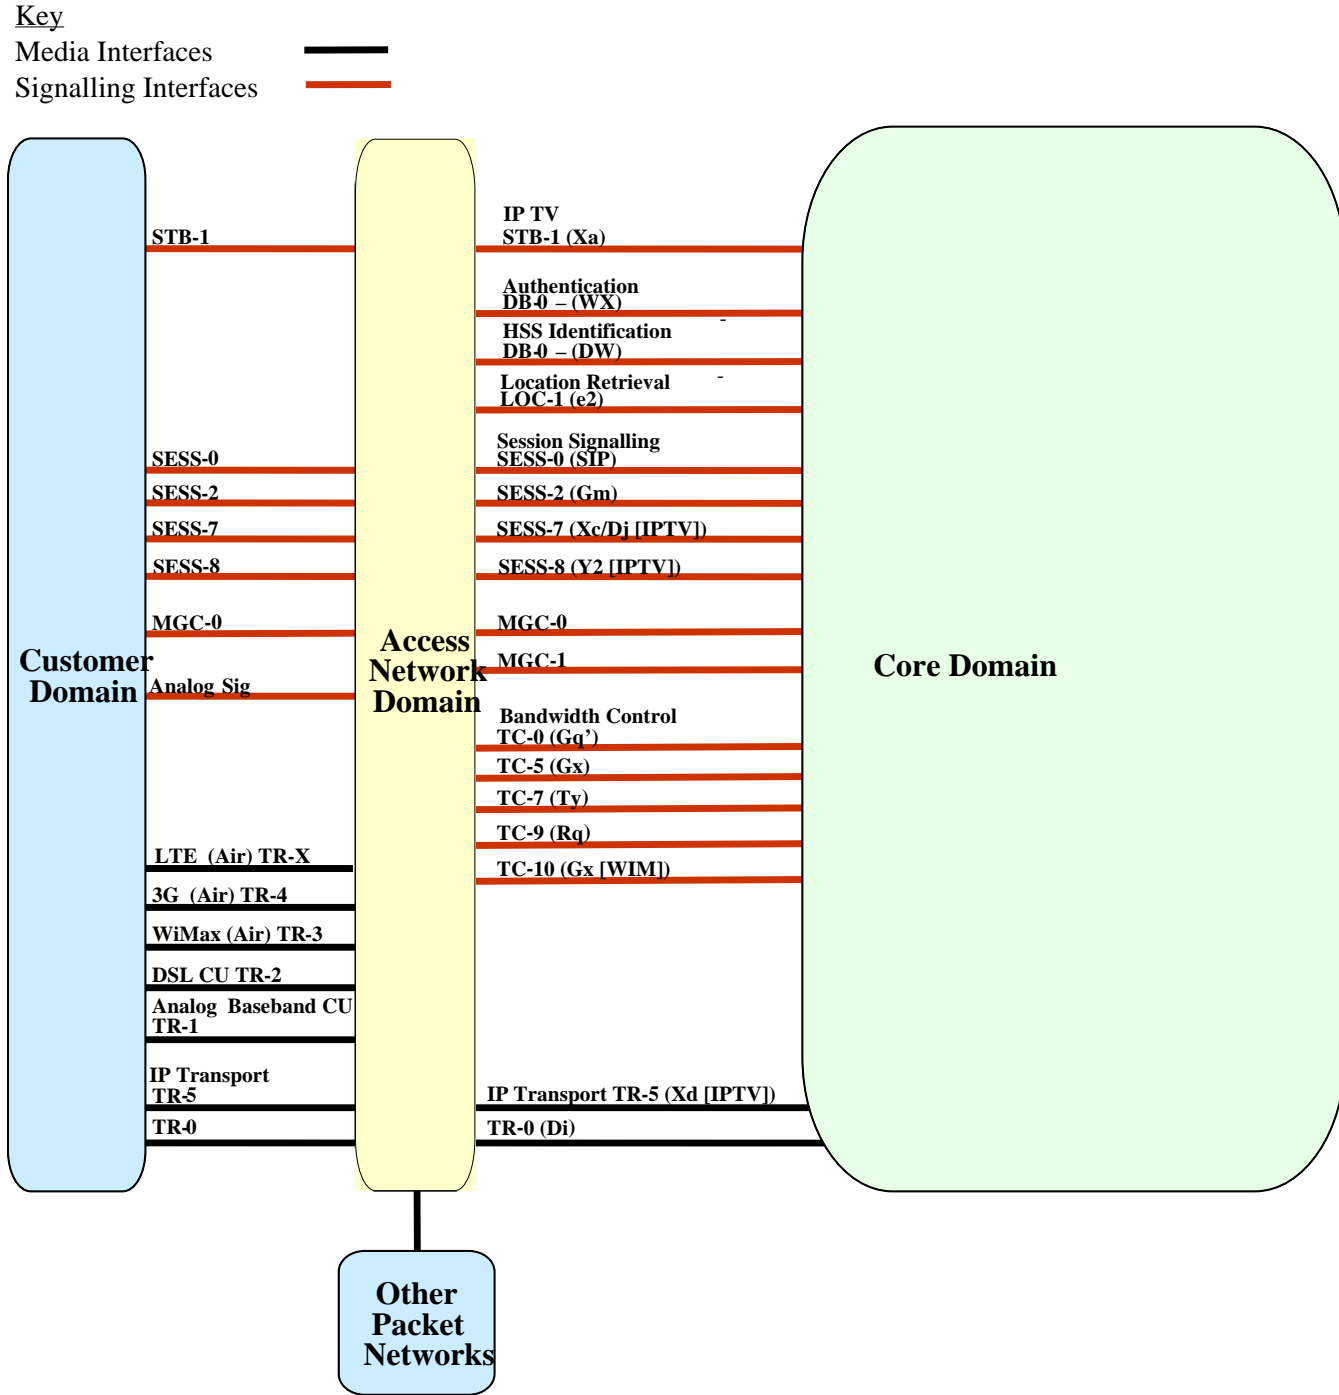 Key
Media Interfaces
Signalling Interfaces
IP TV
STB-1
STB-1 (Xa)
Authentication
DB-0 – (WX)
-
HSS Identification
DB-0 – (DW)
-
Location Retrieval
LOC-1 (e2)
Session Signalling
SESS-0
SESS-0 (SIP)
SESS-2
SESS-2 (Gm)
SESS-7
SESS-7 (Xc/Dj [IPTV])
SESS-8
SESS-8 (Y2 [IPTV])
MGC-0
MGC-0
MGC-1
Customer
Domain
Access
Network
Domain
Core Domain
Analog Sig
Bandwidth Control
TC-0 (Gq’)
TC-5 (Gx)
TC-7 (Ty)
TC-9 (Rq)
TC-10 (Gx [WIM])
LTE (Air) TR-X
3G (Air) TR-4
WiMax (Air) TR-3
DSL CU TR-2
Analog Baseband CU
TR-1
IP Transport
TR-5
IP Transport TR-5 (Xd [IPTV])
TR-0
TR-0 (Di)
Other
Packet
Networks